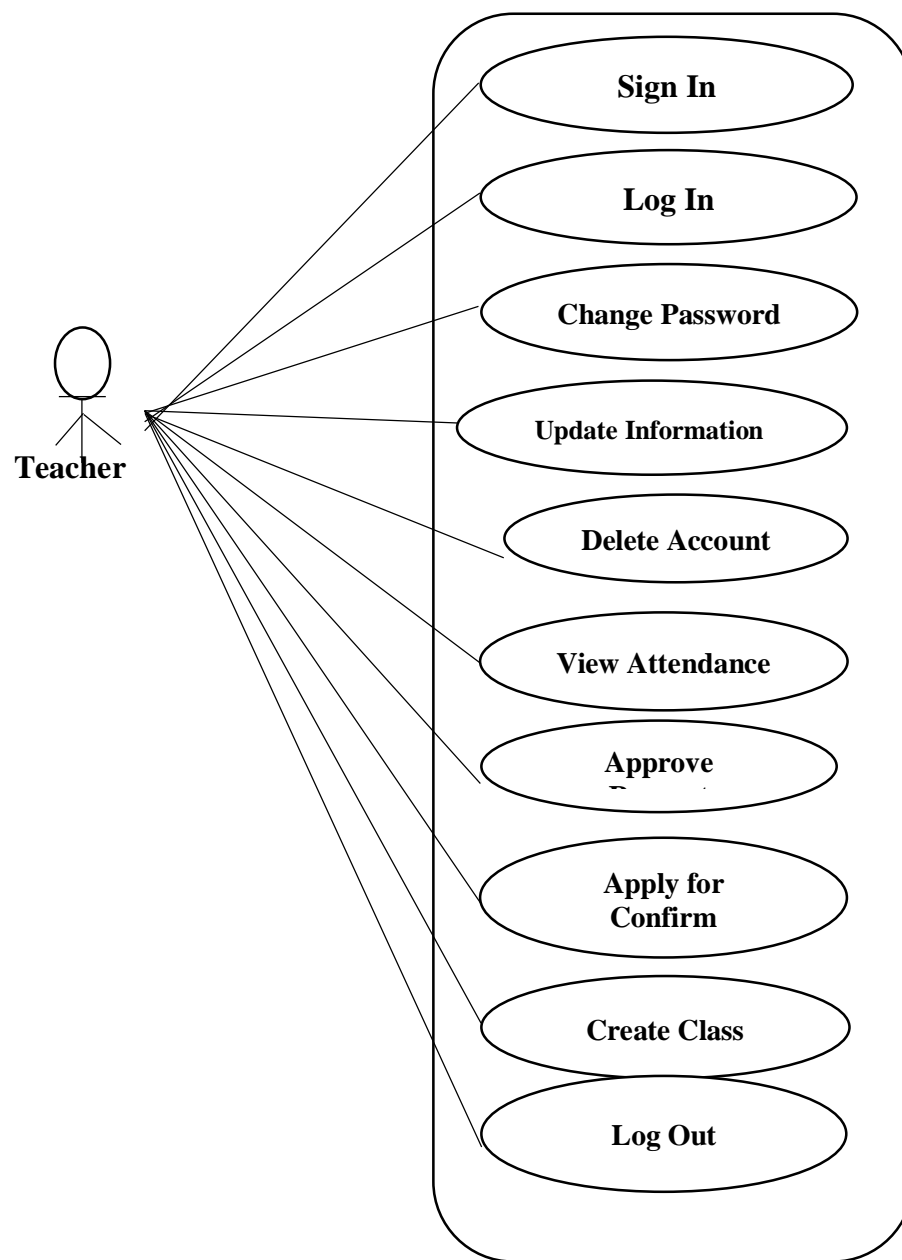 Sign In
Log In
Change Password
Update Information
Teacher
Delete Account
View Attendance
Approve
Apply for
Confirm
Create Class
Log Out